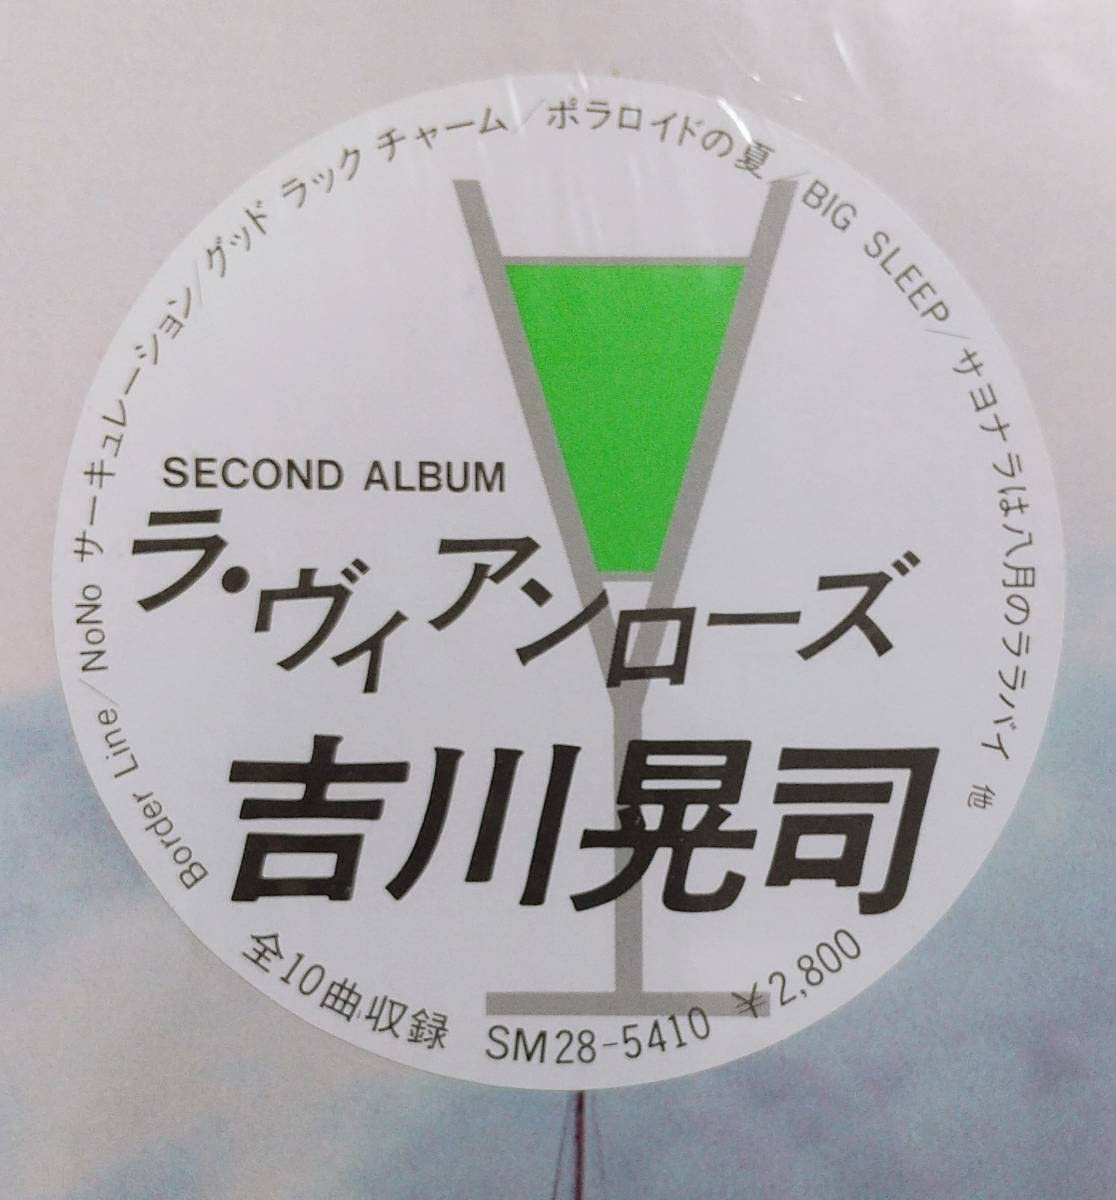 Border Line/NoNo サーキュレーション/グッド ラック チャーム/ポラロイドの夏/BIG SLEEP/サヨナラは八月のララバイ 他
SECOND ALBUM
ラ・ヴィアンローズ
吉川晃司
全10曲収録 SM28-5410 ¥2,800